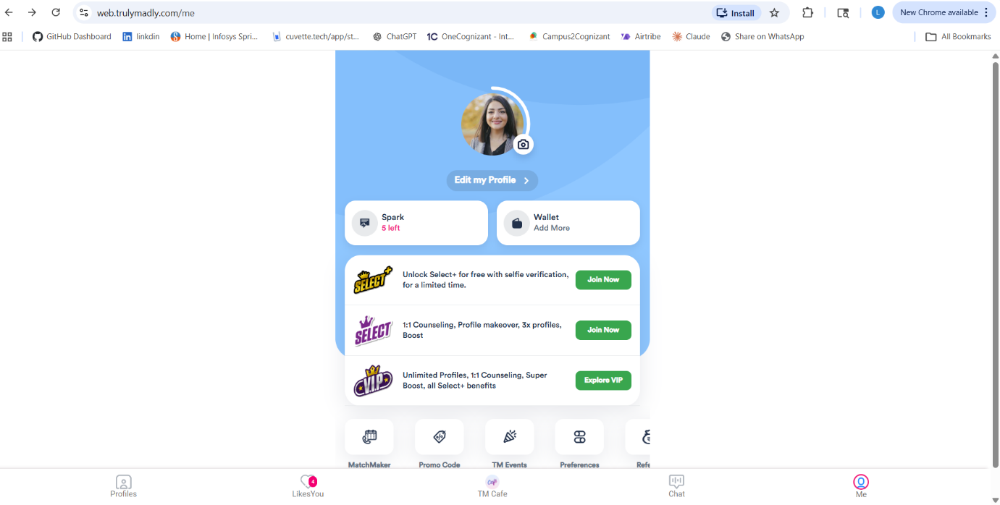 web.trulymadly.com/me
Install
L
New Chrome available
GitHub Dashboard
linkdin
Home | Infosys Spri...
cuvette.tech/app/st...
ChatGPT
1C OneCognizant - Int...
Campus2Cognizant
Airtribe
Claude
Share on WhatsApp
All Bookmarks
Edit my Profile
Spark
5 left
Wallet
Add More
SELECT+
Unlock Select+ for free with selfie verification,
for a limited time.
Join Now
SELECT
1:1 Counseling, Profile makeover, 3x profiles,
Boost
Join Now
VIP
Unlimited Profiles, 1:1 Counseling, Super
Boost, all Select+ benefits
Explore VIP
MatchMaker
Promo Code
TM Events
Preferences
Refe
Profiles
4
LikesYou
Café
TM Cafe
Chat
Me